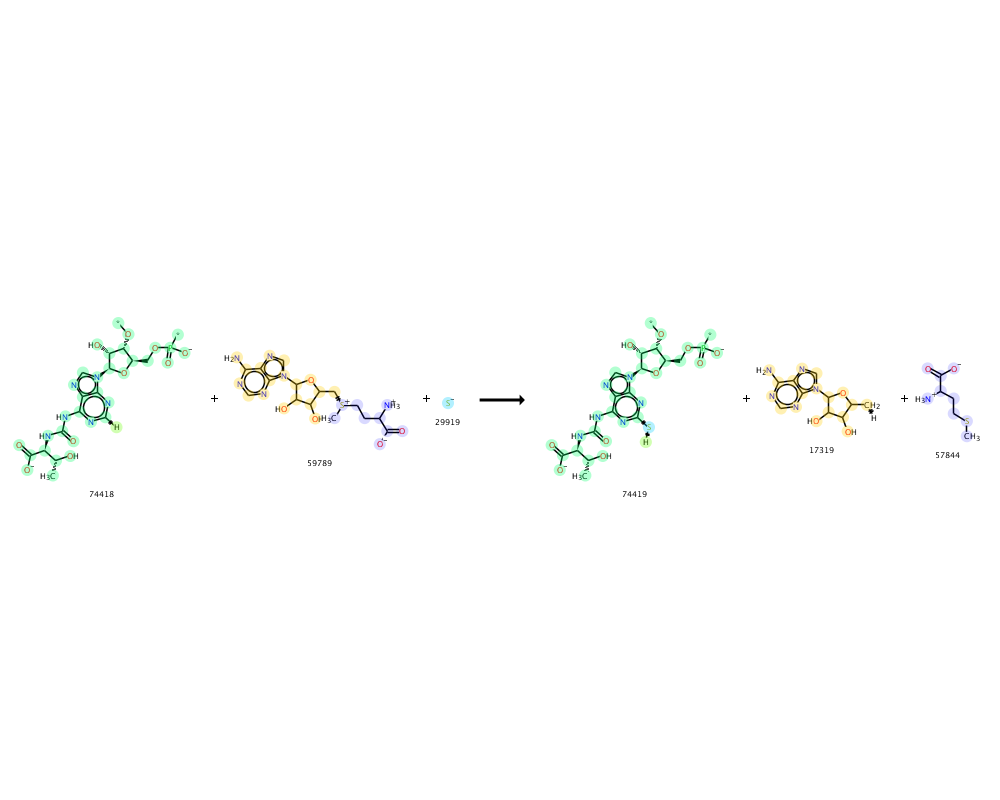 HO
O
O
P
O⁻
O
O
N
N
N
N
HN
N
H
HN
O
O
O⁻
OH
H₃C
74418
+
H₂N
N
N
N
N
O
HO
OH
S⁺
H₃C
NH₃⁺
O
O⁻
59789
+
S⁻
29919
HO
O
O
P
O⁻
O
O
N
N
N
N
HN
S
H
HN
O
O
O⁻
OH
H₃C
74419
+
H₂N
N
N
N
N
O
HO
OH
CH₂
H
17319
+
O
O⁻
H₃N⁺
S
CH₃
57844